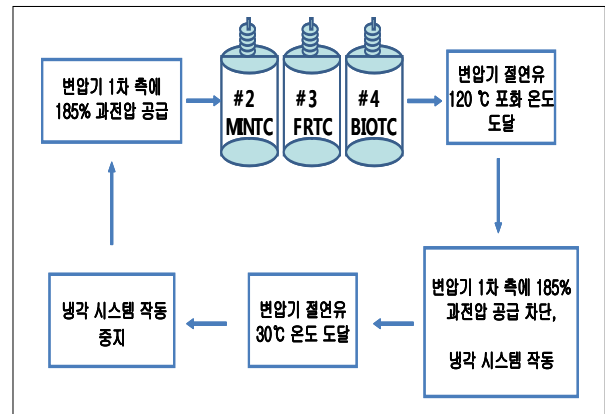 변압기 1차 측에
185% 과전압 공급
#2
MINTC
#3
FRTC
#4
BIOTC
변압기 절연유
120 ℃ 포화 온도
도달
변압기 1차 측에 185%
과전압 공급 차단,
냉각 시스템 작동
변압기 절연유
30℃ 온도 도달
냉각 시스템 작동
중지